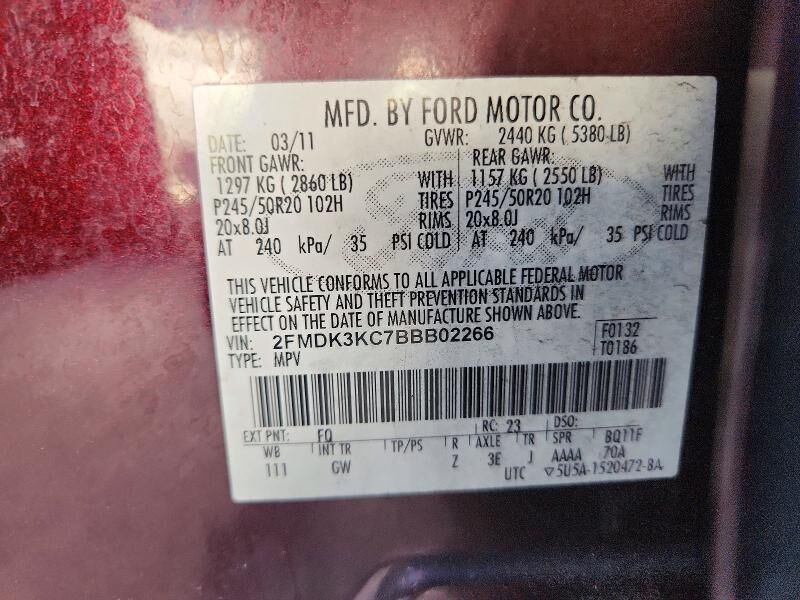 MFD. BY FORD MOTOR CO.
DATE: 03/11 GVWR: 2440 KG ( 5380 LB)
FRONT GAWR: REAR GAWR:
1297 KG ( 2860 LB) WITH 1157 KG ( 2550 LB) WITH
P245/50R20 102H TIRES P245/50R20 102H TIRES
20x8.0J RIMS 20x8.0J RIMS
AT 240 kPa/ 35 PSI COLD AT 240 kPa/ 35 PSI COLD
THIS VEHICLE CONFORMS TO ALL APPLICABLE FEDERAL MOTOR
VEHICLE SAFETY AND THEFT PREVENTION STANDARDS IN
EFFECT ON THE DATE OF MANUFACTURE SHOWN ABOVE.
VIN: 2FMDK3KC7BBB02266 F0132
TYPE: MPV T0186
EXT PNT: FQ RC: 23 DSO:
WB INT TR TP/PS R AXLE TR SPR BQ11F
111 GW Z 3E J AAAA 70A
UTC ▽5U5A-1520472-BA